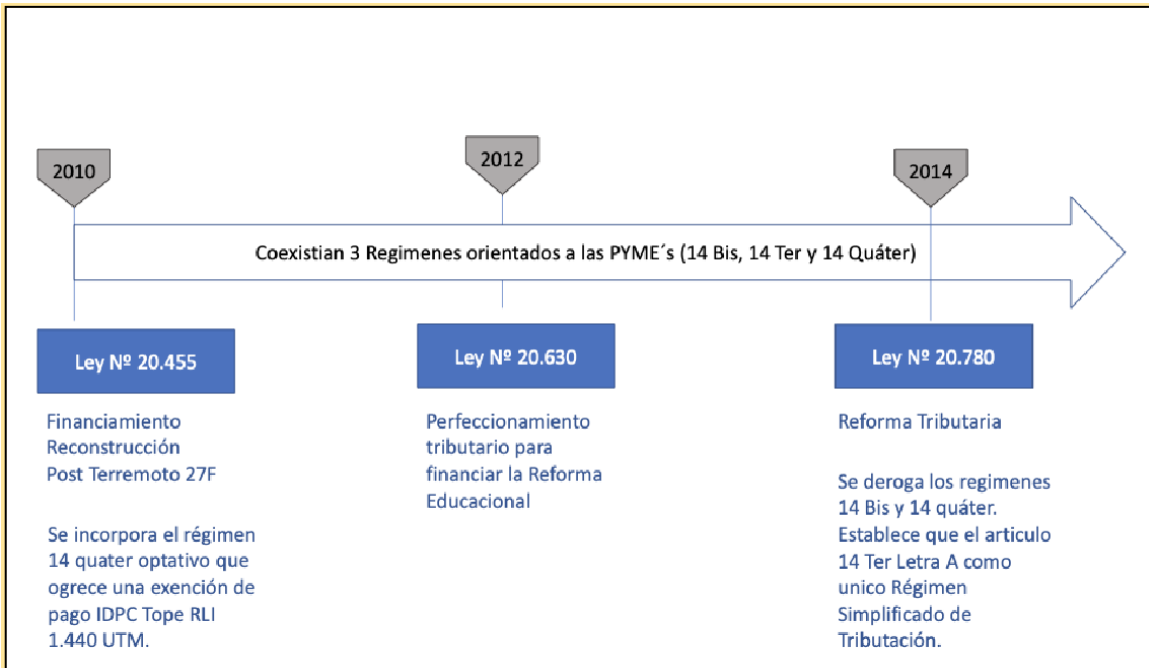 2010
2012
2014
Coexistian 3 Regimenes orientados a las PYME´s (14 Bis, 14 Ter y 14 Quáter)
Ley Nº 20.455
Ley Nº 20.630
Ley Nº 20.780
Financiamiento
Reconstrucción
Post Terremoto 27F
Se incorpora el régimen
14 quater optativo que
ogrece una exención de
pago IDPC Tope RLI
1.440 UTM.
Perfeccionamiento
tributario para
financiar la Reforma
Educacional
Reforma Tributaria
Se deroga los regimenes
14 Bis y 14 quáter.
Establece que el articulo
14 Ter Letra A como
unico Régimen
Simplificado de
Tributación.